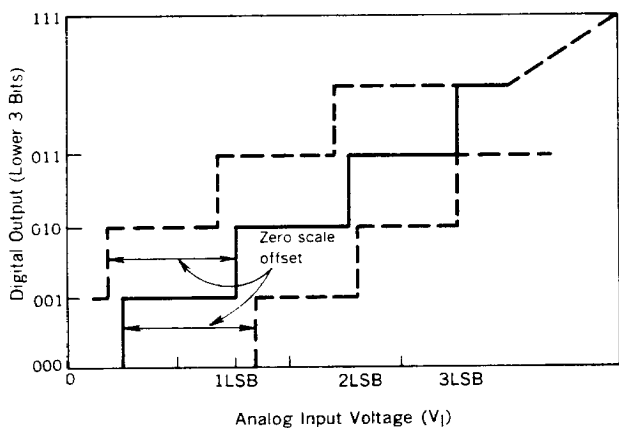 111
Digital Output (Lower 3 Bits)
011
010
001
000
Zero scale
offset
0
1LSB
2LSB
3LSB
Analog Input Voltage (VI)